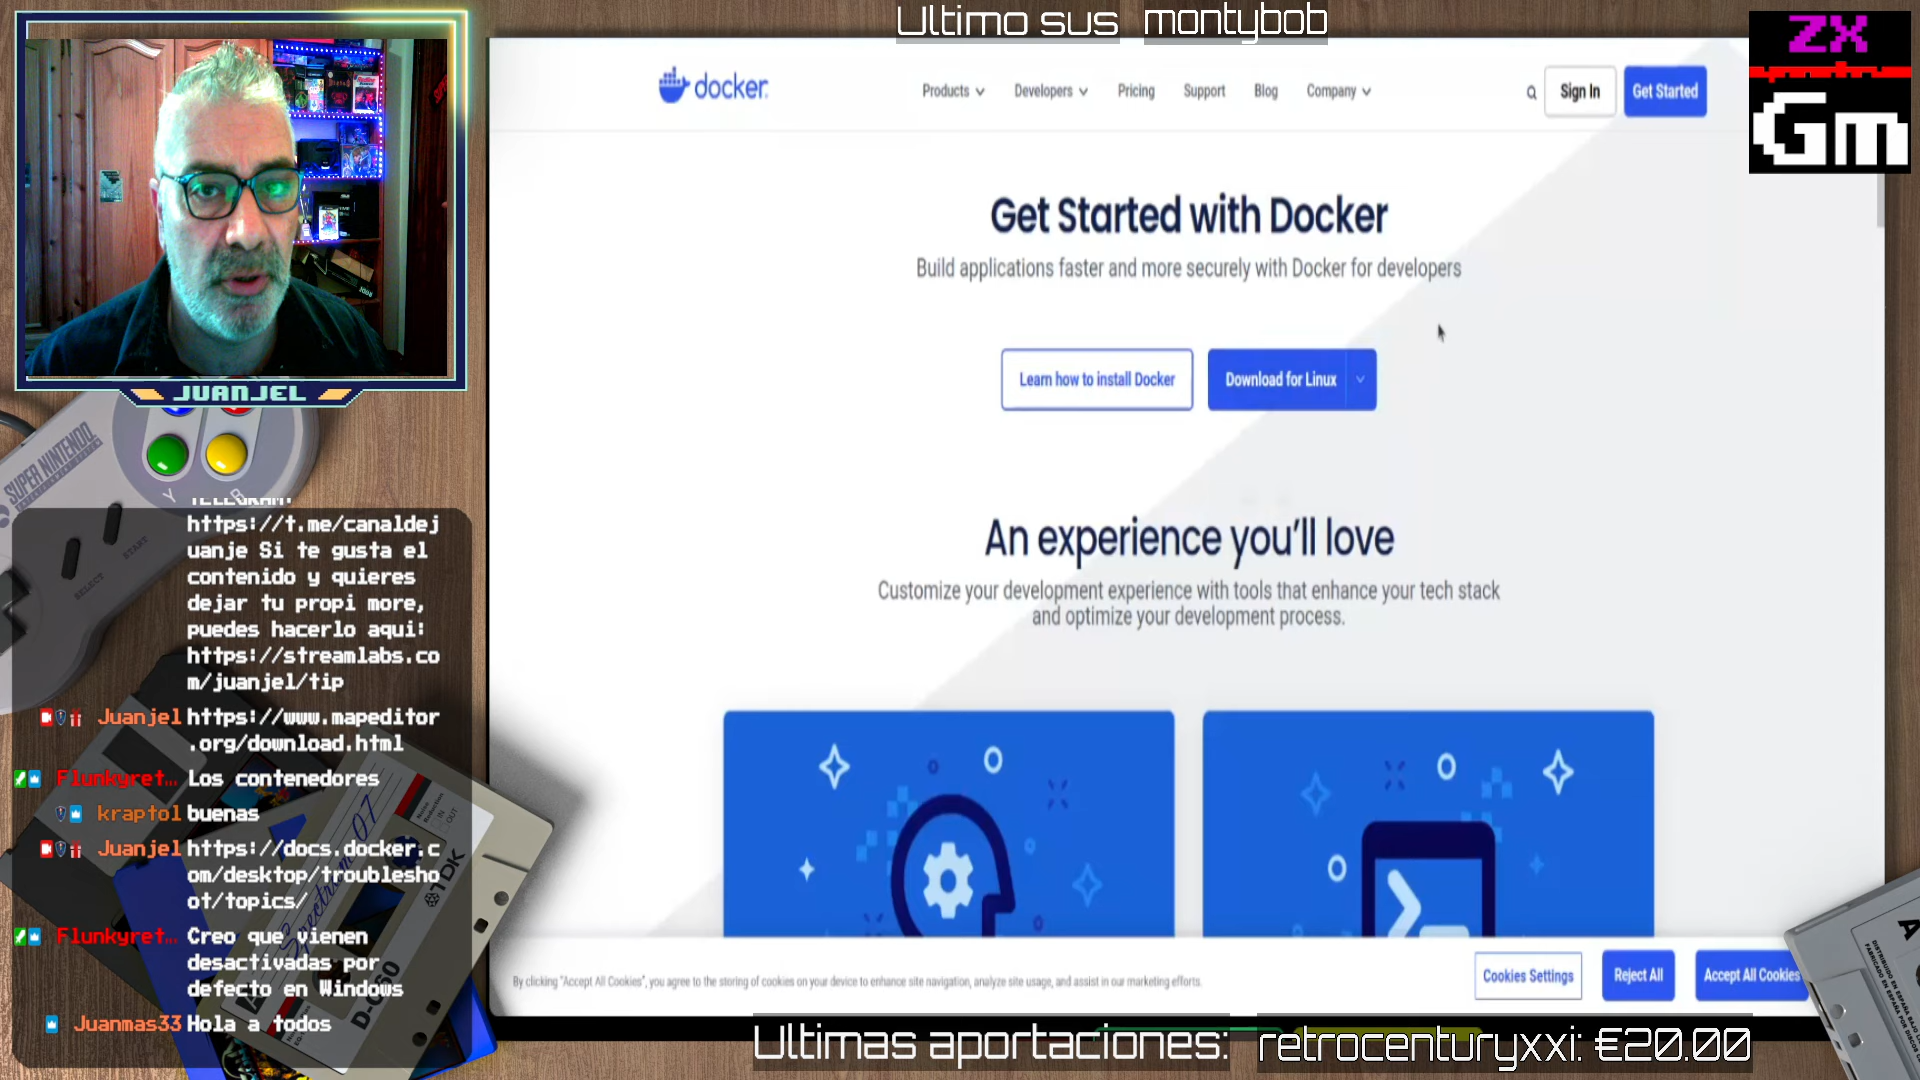 Ultimo sus montybob
ZX
Gm
docker
Products
Developers
Pricing
Support
Blog
Company
Sign In
Get Started
Get Started with Docker
Build applications faster and more securely with Docker for developers
Learn how to install Docker
Download for Linux
An experience you'll love
Customize your development experience with tools that enhance your tech stack
and optimize your development process.
By clicking "Accept All Cookies", you agree to the storing of cookies on your device to enhance site navigation, analyze site usage, and assist in our marketing efforts.
Cookies Settings
Reject All
Accept All Cookies
JUANJEL
SUPER NINTENDO
Y
B
SELECT
START
https://t.me/canaldej
uanje Si te gusta el
contenido y quieres
dejar tu propi more,
puedes hacerlo aqui:
https://streamlabs.co
m/juanjel/tip
Juanjel https://www.mapeditor
.org/download.html
Flunkyret... Los contenedores
kraptol buenas
Juanjel https://docs.docker.c
om/desktop/troublesho
ot/topics/
Flunkyret... Creo que vienen
desactivadas por
defecto en Windows
Juanmas33 Hola a todos
TDK
Ultimas aportaciones: retrocenturyxxi: €20.00